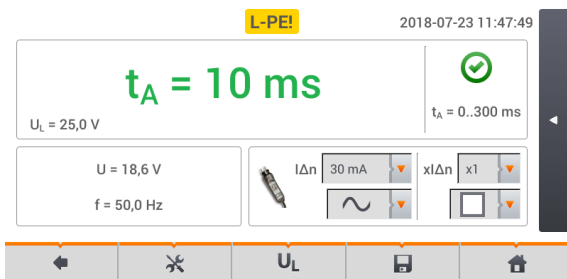 L-PE! 2018-07-23 11:47:49
tA = 10 ms
UL = 25,0 V
tA = 0..300 ms
U = 18,6 V
f = 50,0 Hz
IΔn 30 mA xIΔn x1
UL